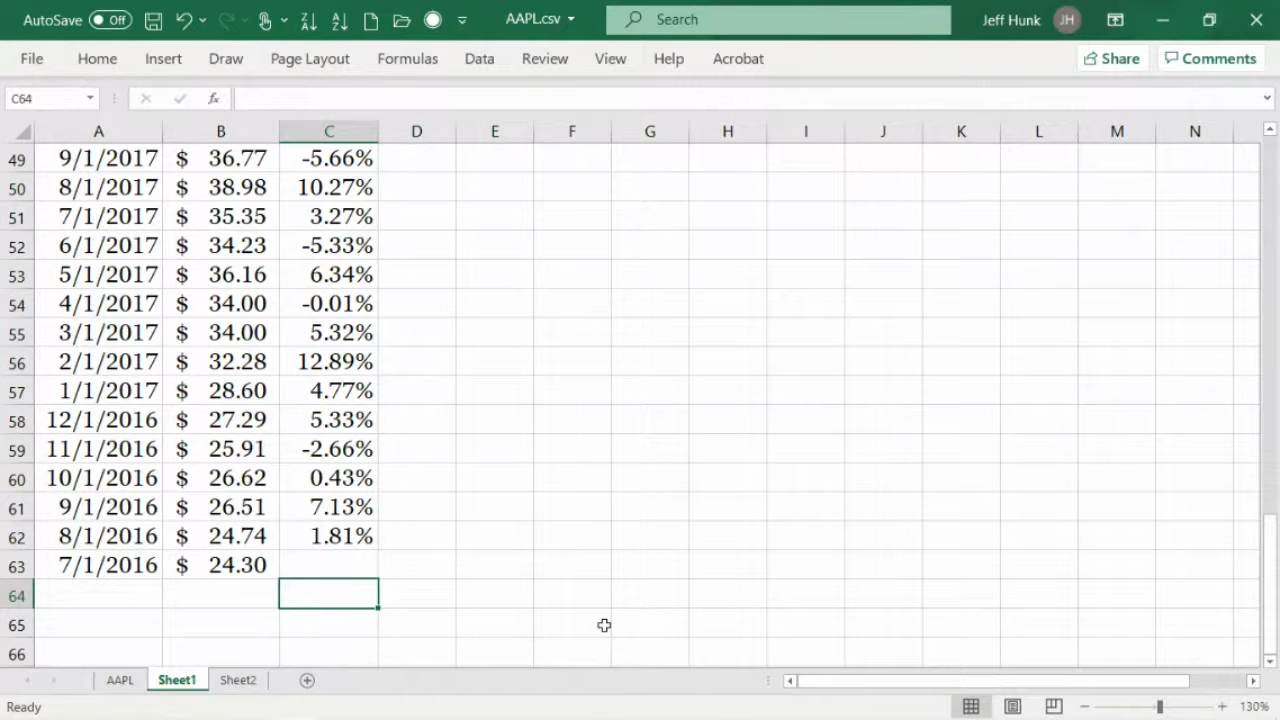 AutoSave Off AAPL.csv Search Jeff Hunk JH
File Home Insert Draw Page Layout Formulas Data Review View Help Acrobat Share Comments
C64 fx
A B C D E F G H I J K L M N
49 9/1/2017 $ 36.77 -5.66%
50 8/1/2017 $ 38.98 10.27%
51 7/1/2017 $ 35.35 3.27%
52 6/1/2017 $ 34.23 -5.33%
53 5/1/2017 $ 36.16 6.34%
54 4/1/2017 $ 34.00 -0.01%
55 3/1/2017 $ 34.00 5.32%
56 2/1/2017 $ 32.28 12.89%
57 1/1/2017 $ 28.60 4.77%
58 12/1/2016 $ 27.29 5.33%
59 11/1/2016 $ 25.91 -2.66%
60 10/1/2016 $ 26.62 0.43%
61 9/1/2016 $ 26.51 7.13%
62 8/1/2016 $ 24.74 1.81%
63 7/1/2016 $ 24.30
64
65
66
AAPL Sheet1 Sheet2
Ready 130%